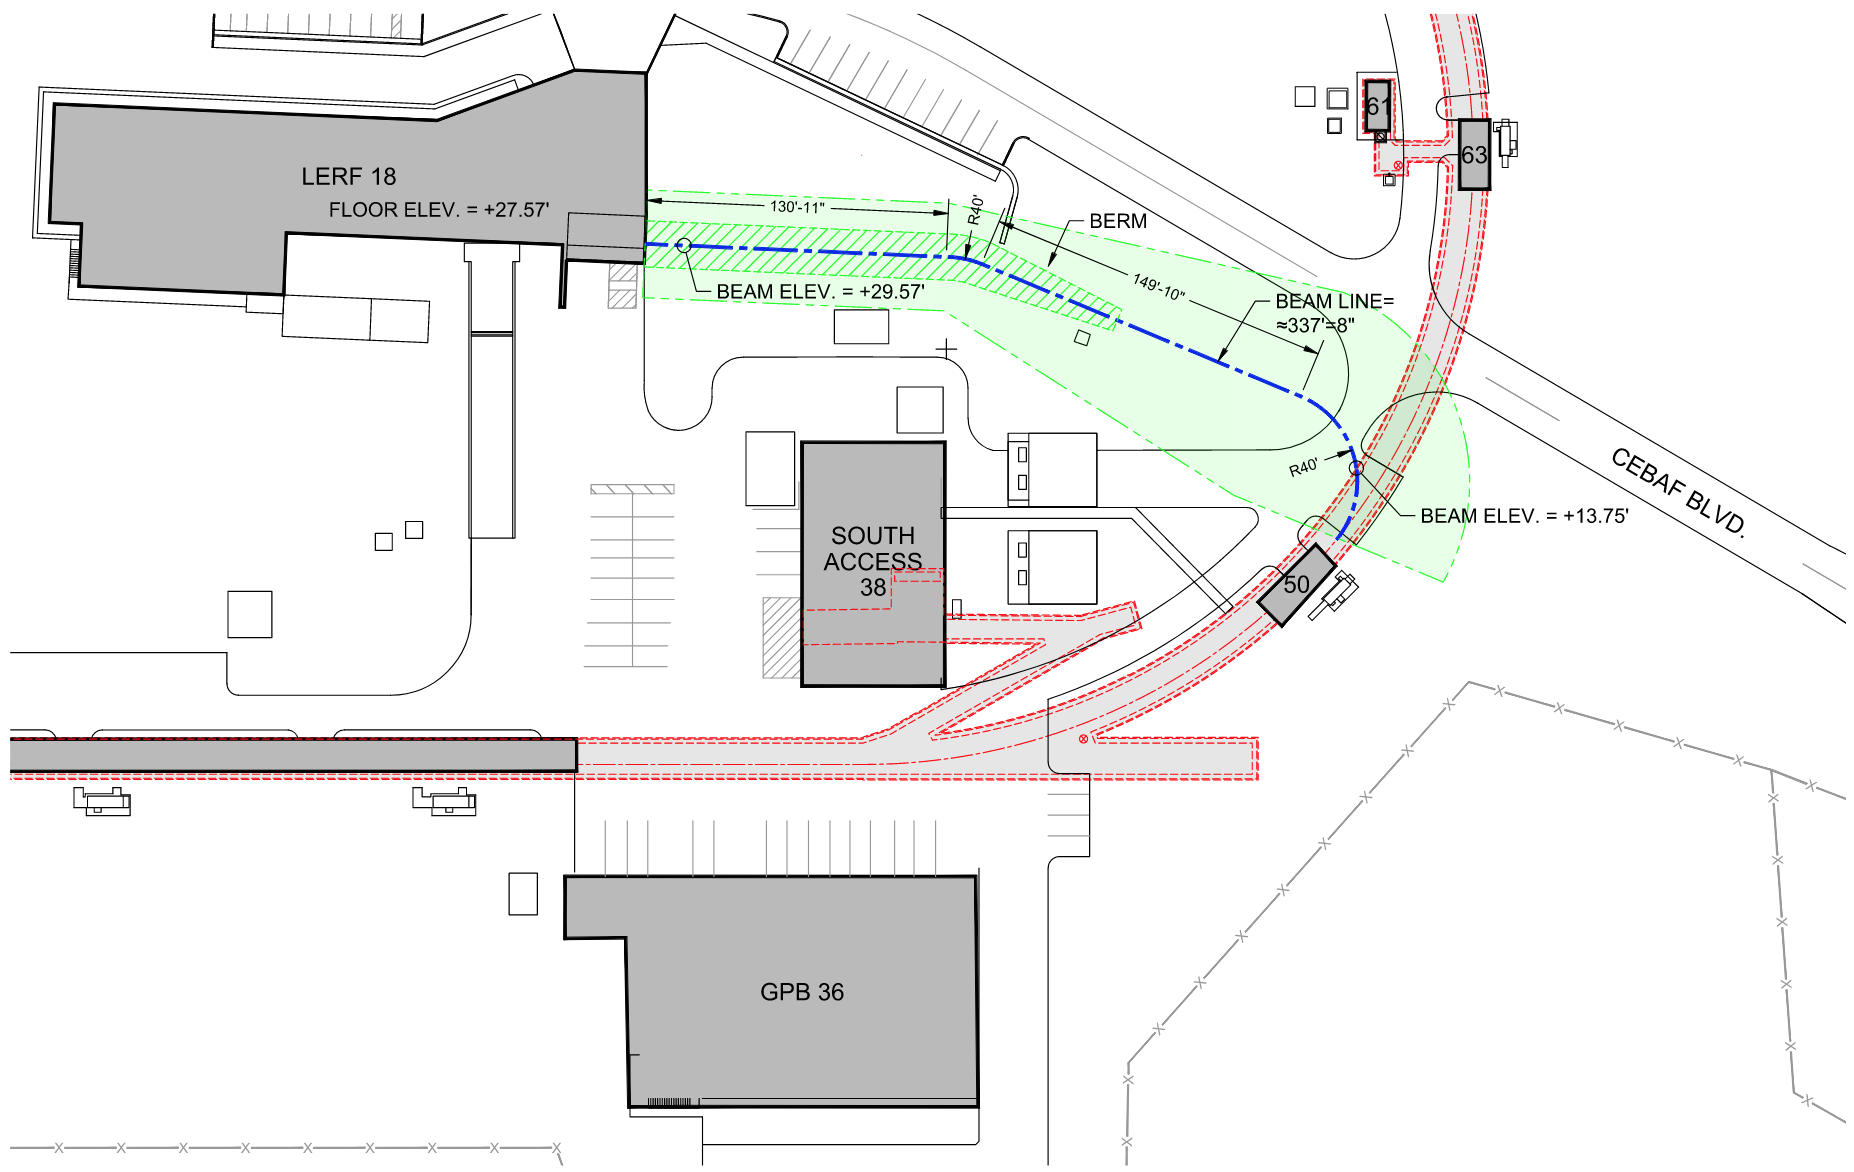 61
63
LERF 18
FLOOR ELEV. = +27.57'
130'-11"
R40'
BERM
149'-10"
BEAM ELEV. = +29.57'
BEAM LINE=
≈337'=8"
R40'
CEBAF BLVD.
BEAM ELEV. = +13.75'
SOUTH
ACCESS
38
50
GPB 36